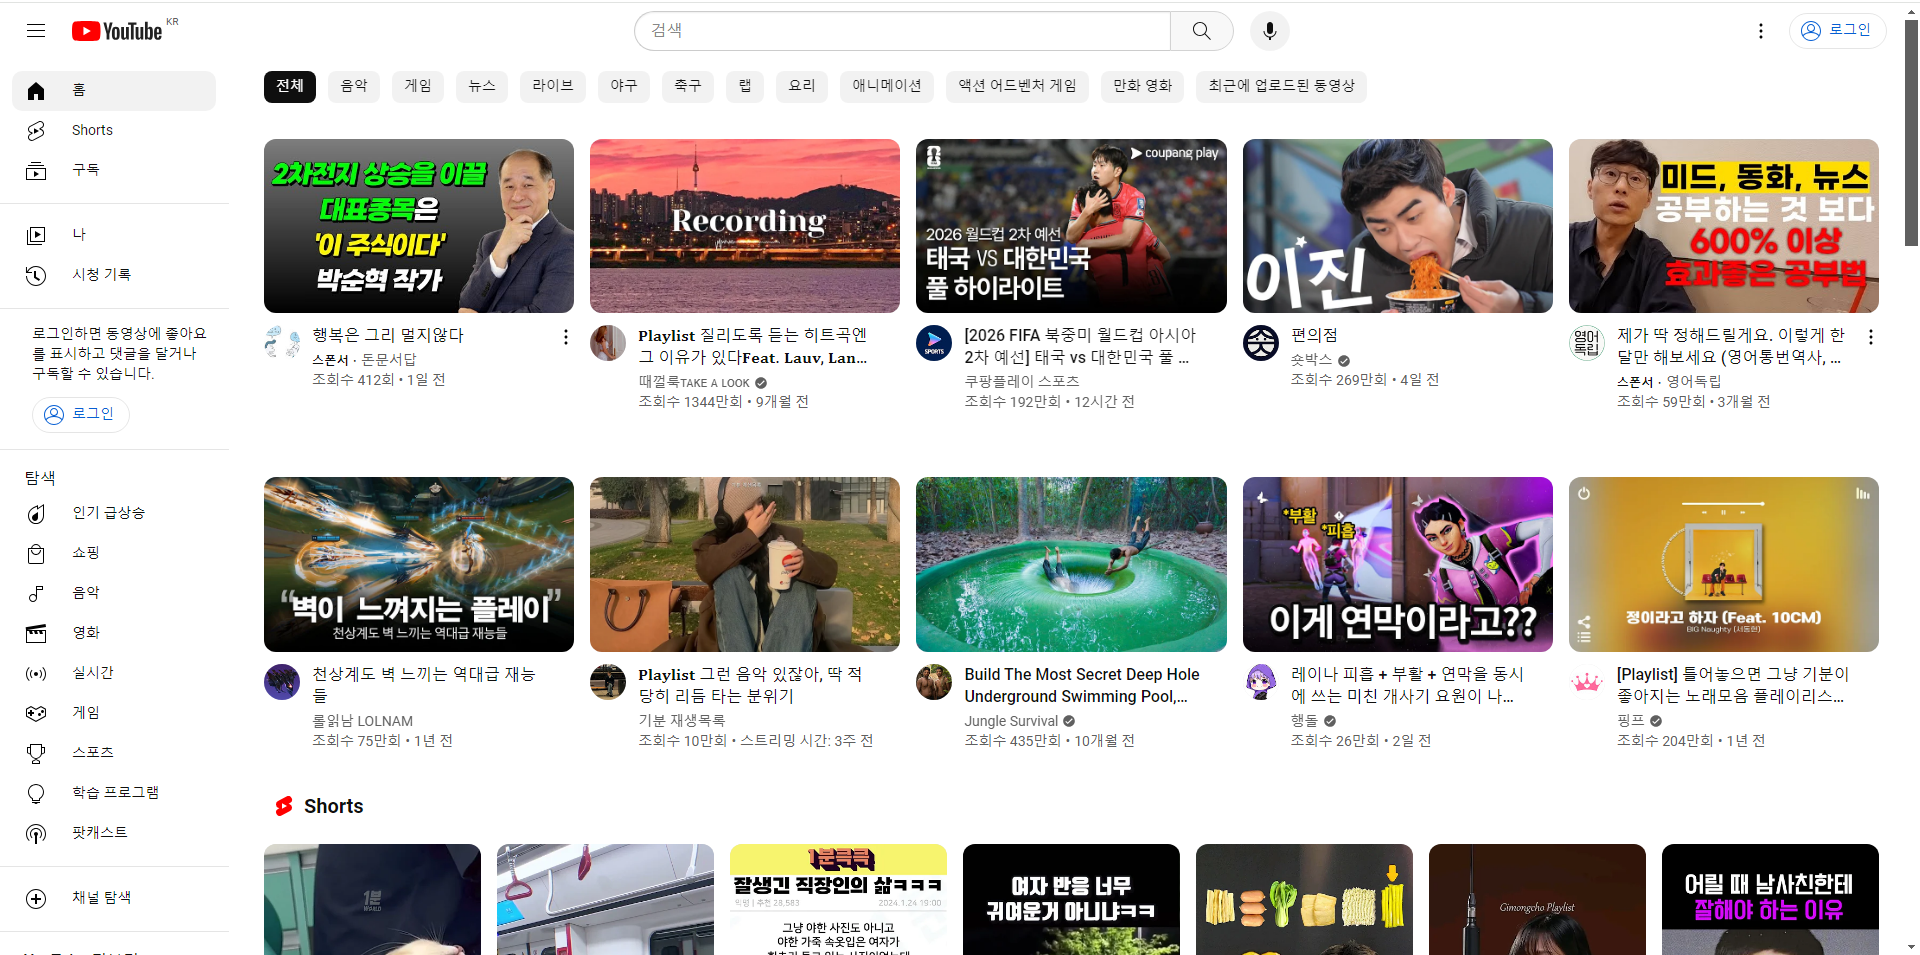 YouTube KR
검색
로그인
홈
Shorts
구독
나
시청 기록
로그인하면 동영상에 좋아요
를 표시하고 댓글을 달거나
구독할 수 있습니다.
로그인
탐색
인기 급상승
쇼핑
음악
영화
실시간
게임
스포츠
학습 프로그램
팟캐스트
채널 탐색
전체 음악 게임 뉴스 라이브 야구 축구 랩 요리 애니메이션 액션 어드벤처 게임 만화 영화 최근에 업로드된 동영상
2차전지 상승을 이끌
대표종목은
'이 주식이다'
박순혁 작가
행복은 그리 멀지않다
스폰서 · 돈문서답
조회수 412회 • 1일 전
Recording
Playlist 질리도록 듣는 히트곡엔
그 이유가 있다Feat. Lauv, Lan...
때껄룩TAKE A LOOK
조회수 1344만회 • 9개월 전
coupang play
2026 월드컵 2차 예선
태국 VS 대한민국
풀 하이라이트
SPORTS
[2026 FIFA 북중미 월드컵 아시아
2차 예선] 태국 vs 대한민국 풀 ...
쿠팡플레이 스포츠
조회수 192만회 • 12시간 전
이진
숏
편의점
숏박스
조회수 269만회 • 4일 전
미드, 동화, 뉴스
공부하는 것 보다
600% 이상
효과좋은 공부법
영어
독립
제가 딱 정해드릴게요. 이렇게 한
달만 해보세요 (영어통번역사, ...
스폰서 · 영어독립
조회수 59만회 • 3개월 전
“벽이 느껴지는 플레이”
천상계도 벽 느끼는 역대급 재능들
천상계도 벽 느끼는 역대급 재능
들
롤읽남 LOLNAM
조회수 75만회 • 1년 전
Playlist 그런 음악 있잖아, 딱 적
당히 리듬 타는 분위기
기분 재생목록
조회수 10만회 • 스트리밍 시간: 3주 전
Build The Most Secret Deep Hole
Underground Swimming Pool,...
Jungle Survival
조회수 435만회 • 10개월 전
*부활
*피흡
이게 연막이라고??
레이나 피흡 + 부활 + 연막을 동시
에 쓰는 미친 개사기 요원이 나...
행돌
조회수 26만회 • 2일 전
정이라고 하자 (Feat. 10CM)
BIG Naughty (서동현)
[Playlist] 틀어놓으면 그냥 기분이
좋아지는 노래모음 플레이리스...
핑프
조회수 204만회 • 1년 전
Shorts
1분
1분콕콕
잘생긴 직장인의 삶ㅋㅋㅋ
익명 | 추천 28,583 2024.1.24 19:00
그냥 야한 사진도 아니고
야한 가죽 속옷입은 여자가
여자 반응 너무
귀여운거 아니냐ㅋㅋ
Gimongcho Playlist
어릴 때 남사친한테
잘해야 하는 이유